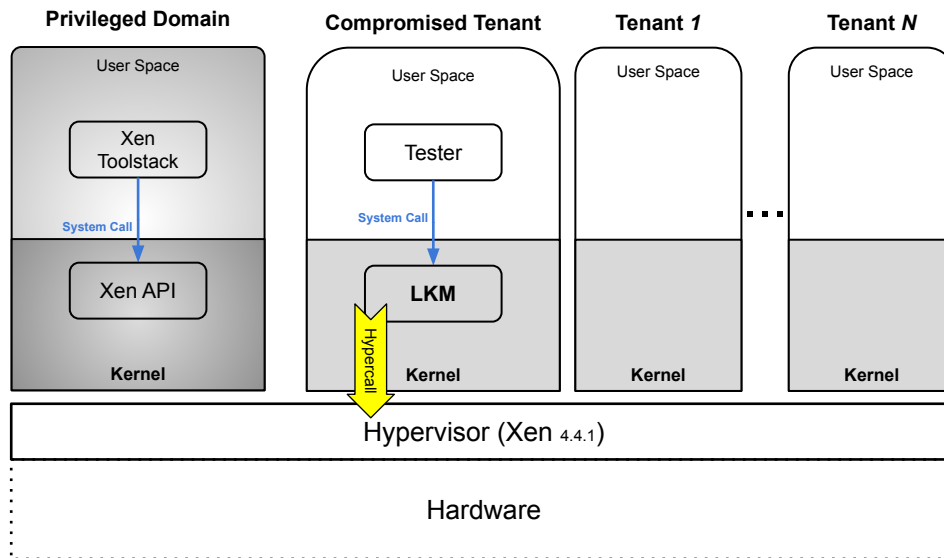 Privileged Domain
Compromised Tenant
Tenant 1
Tenant N
User Space
User Space
User Space
User Space
Xen
Toolstack
Tester
System Call
System Call
Xen API
LKM
Hypercall
Kernel
Kernel
Kernel
Kernel
Hypervisor (Xen 4.4.1)
Hardware